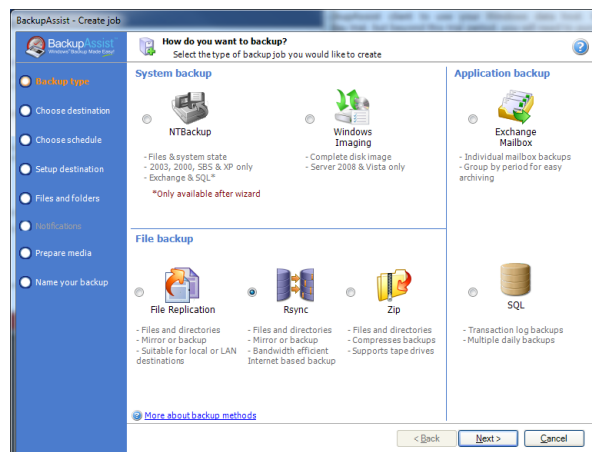 BackupAssist - Create job
BackupAssist
Windows Backup Made Easy!
How do you want to backup?
Select the type of backup job you would like to create
Backup type
Choose destination
Choose schedule
Setup destination
Files and folders
Notifications
Prepare media
Name your backup
System backup
NTBackup
- Files & system state
- 2003, 2000, SBS & XP only
- Exchange & SQL*
*Only available after wizard
Windows
Imaging
- Complete disk image
- Server 2008 & Vista only
Application backup
Exchange
Mailbox
- Individual mailbox backups
- Group by period for easy
archiving
File backup
File Replication
- Files and directories
- Mirror or backup
- Suitable for local or LAN
destinations
Rsync
- Files and directories
- Mirror or backup
- Bandwidth efficient
Internet based backup
Zip
- Files and directories
- Compresses backups
- Supports tape drives
SQL
- Transaction log backups
- Multiple daily backups
More about backup methods
< Back
Next >
Cancel